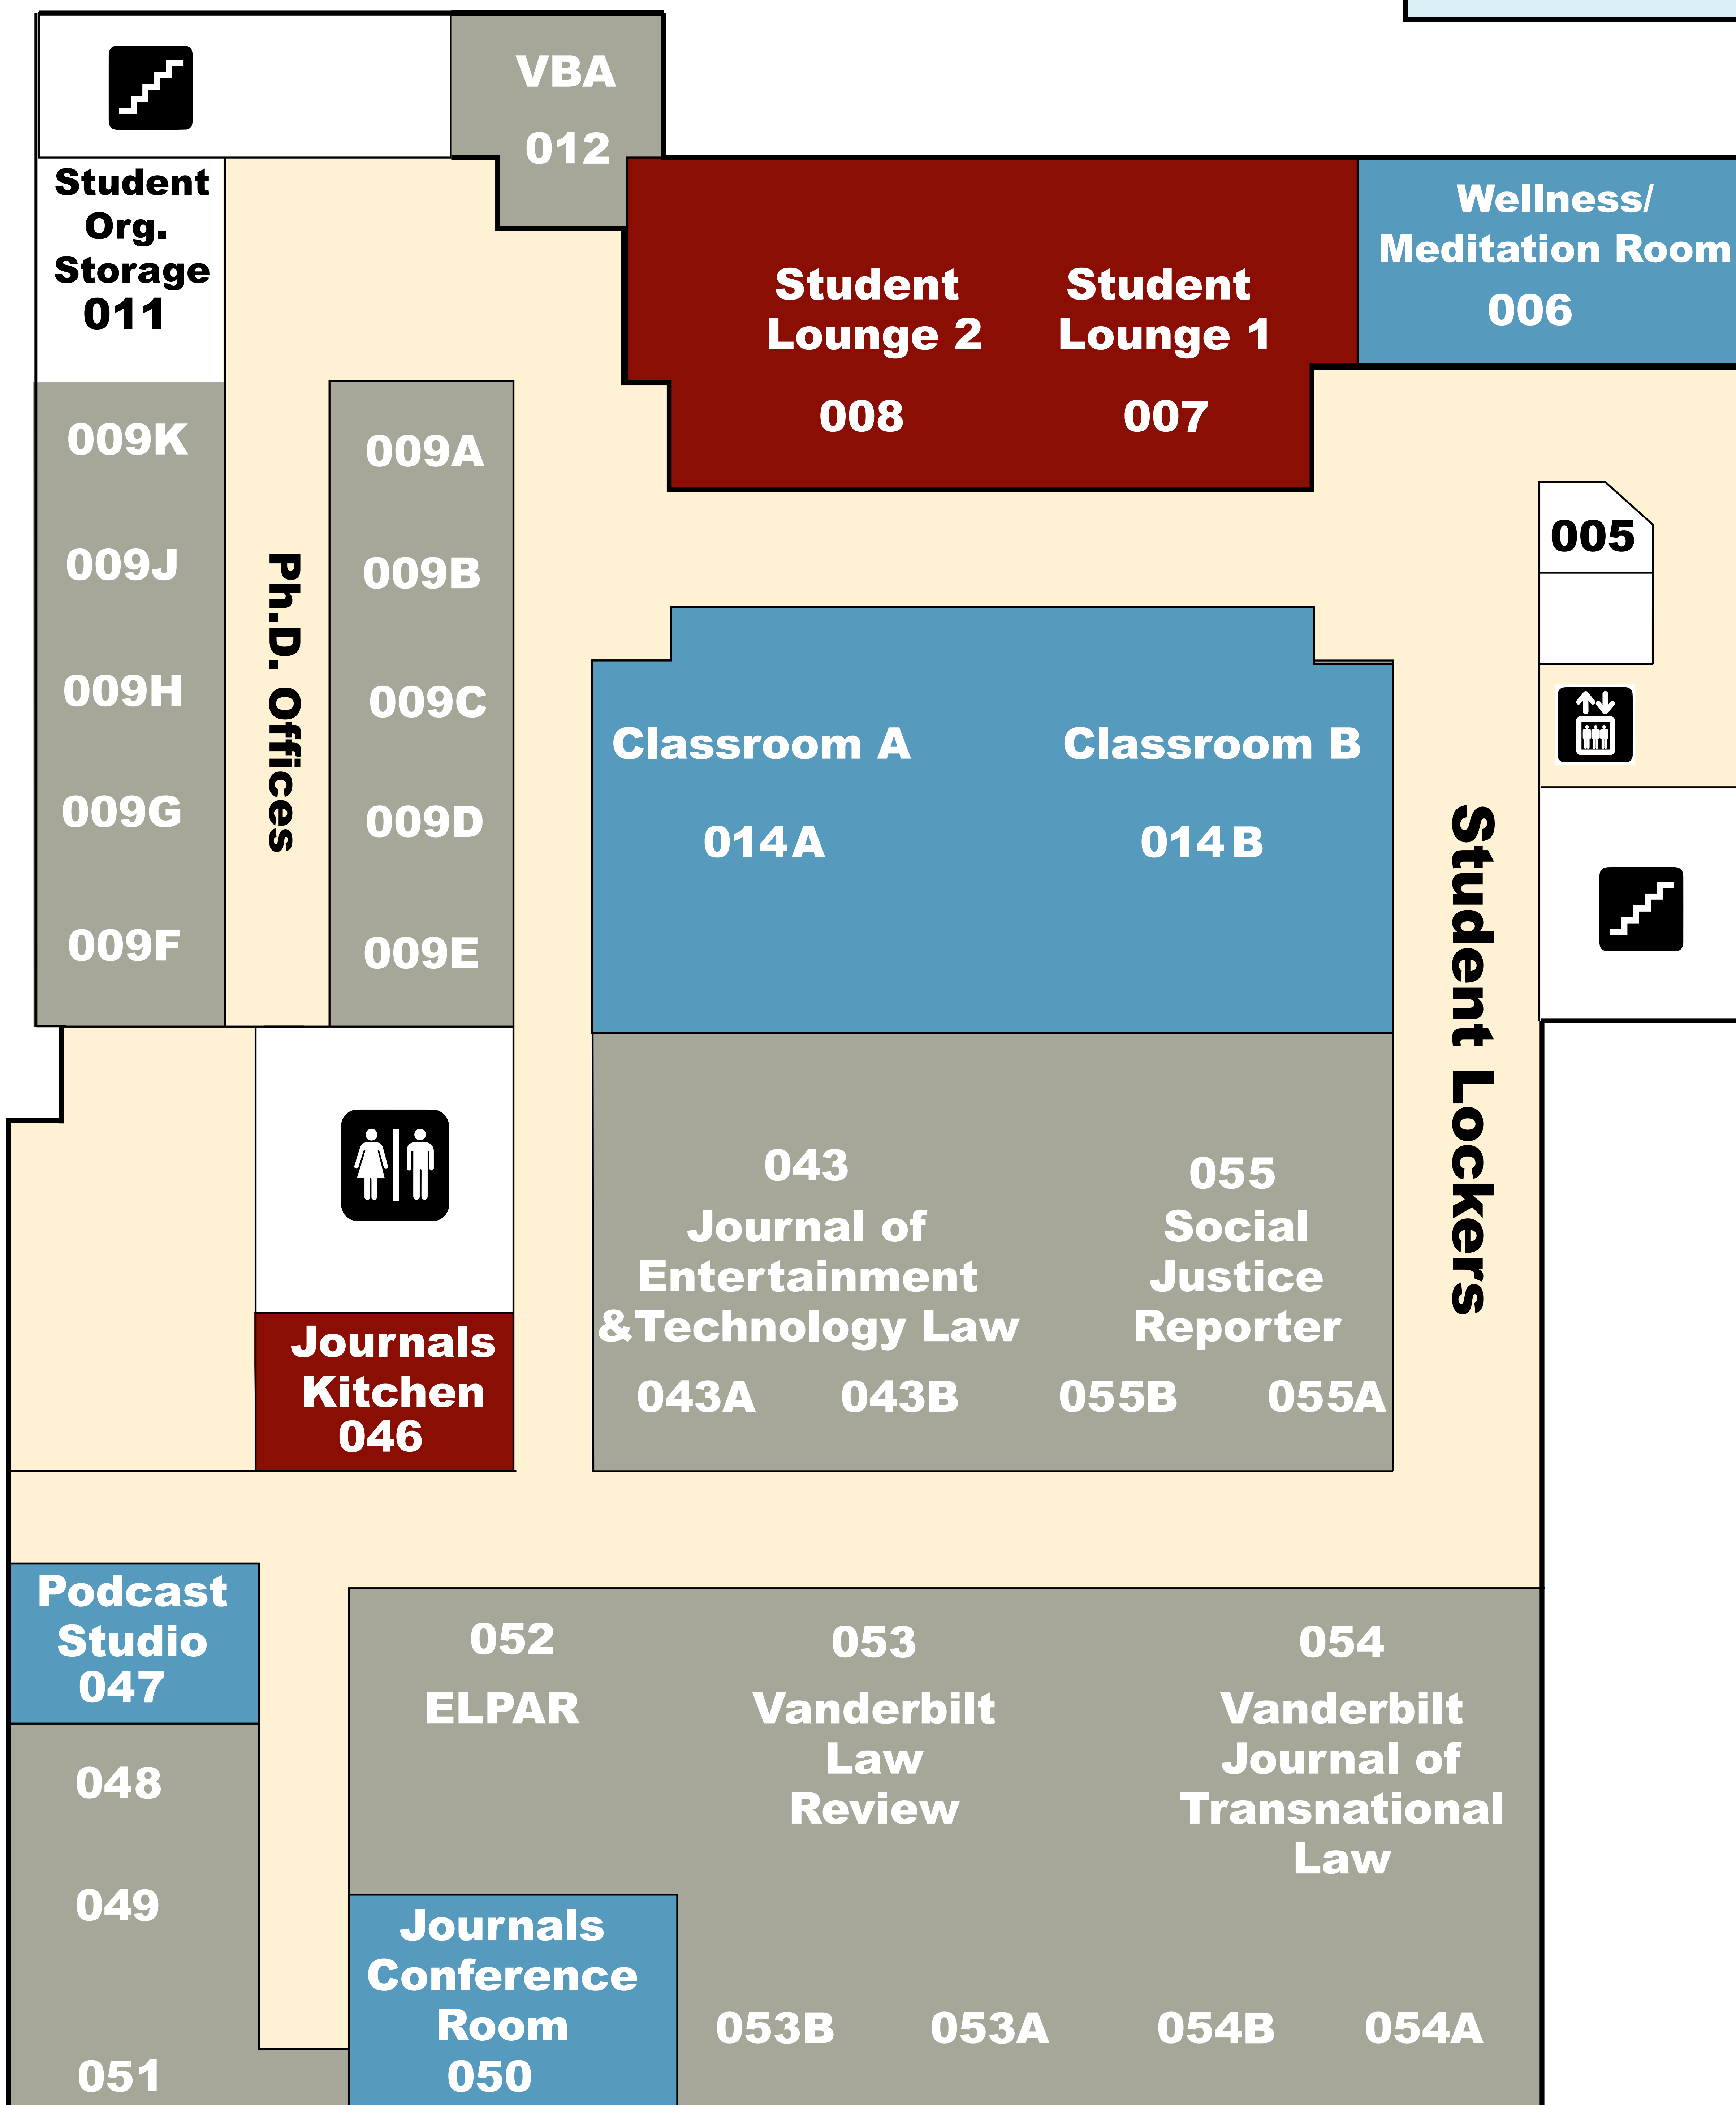 VBA
012
Student
Org.
Storage
011
Student
Lounge 2
008
Student
Lounge 1
007
Wellness/
Meditation Room
006
005
009K
009J
009H
009G
009F
Ph.D. Offices
009A
009B
009C
009D
009E
Classroom A
014A
Classroom B
014B
Student Lockers
043
Journal of
Entertainment
&Technology Law
043A
043B
055
Social
Justice
Reporter
055B
055A
Journals
Kitchen
046
Podcast
Studio
047
048
049
051
052
ELPAR
053
Vanderbilt
Law
Review
054
Vanderbilt
Journal of
Transnational
Law
Journals
Conference
Room
050
053B
053A
054B
054A